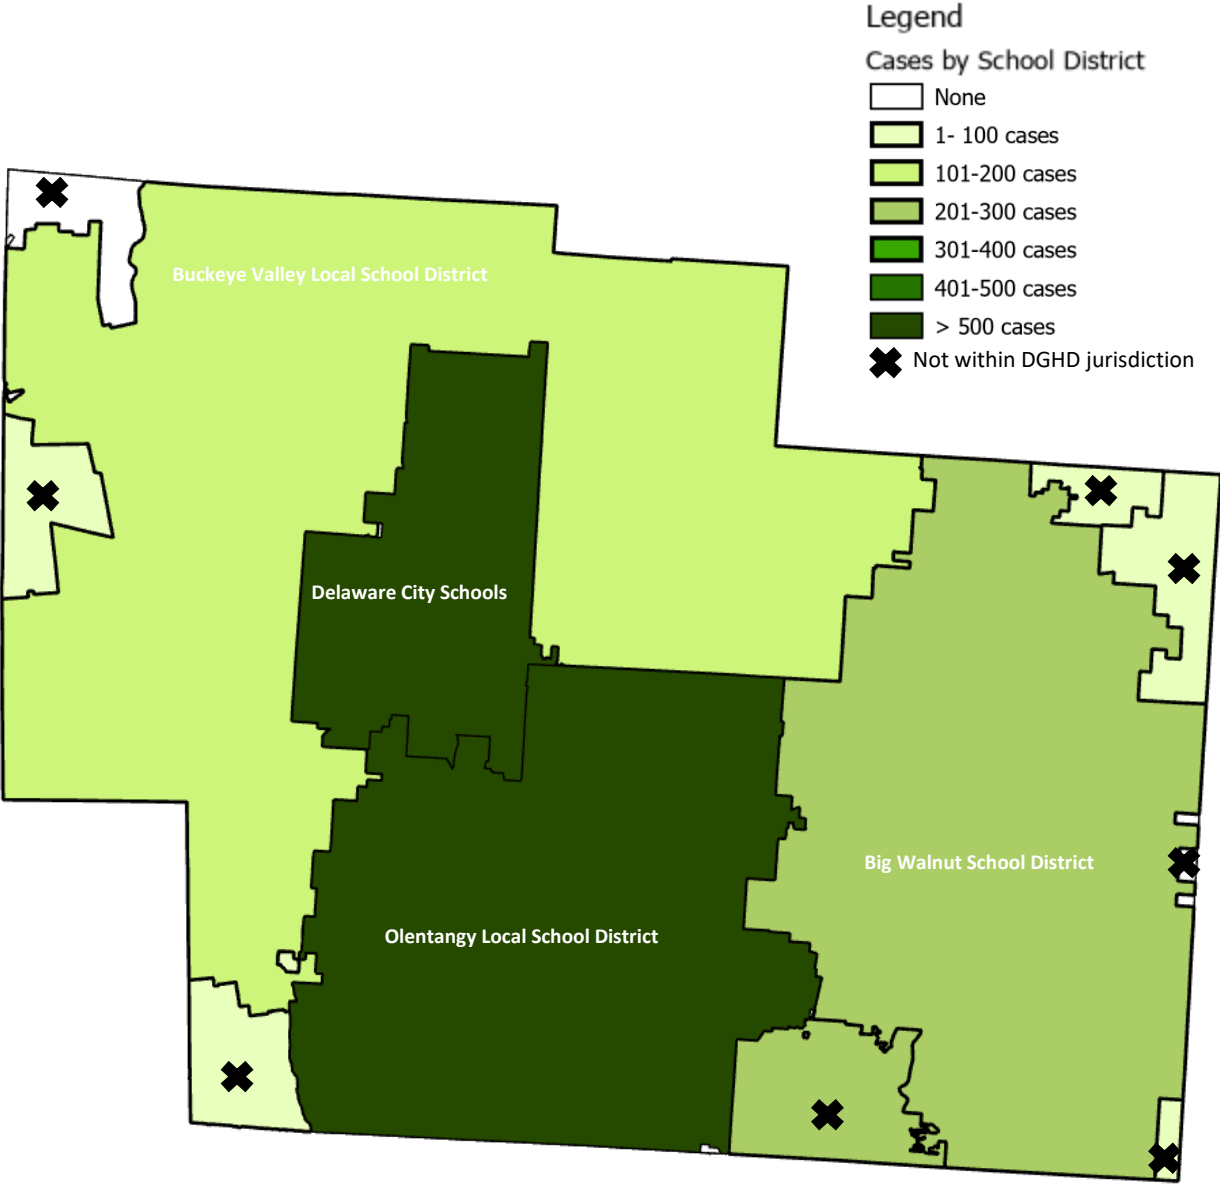 Legend
Cases by School District
None
1- 100 cases
101-200 cases
201-300 cases
301-400 cases
401-500 cases
> 500 cases
Not within DGHD jurisdiction
Buckeye Valley Local School District
Delaware City Schools
Big Walnut School District
Olentangy Local School District